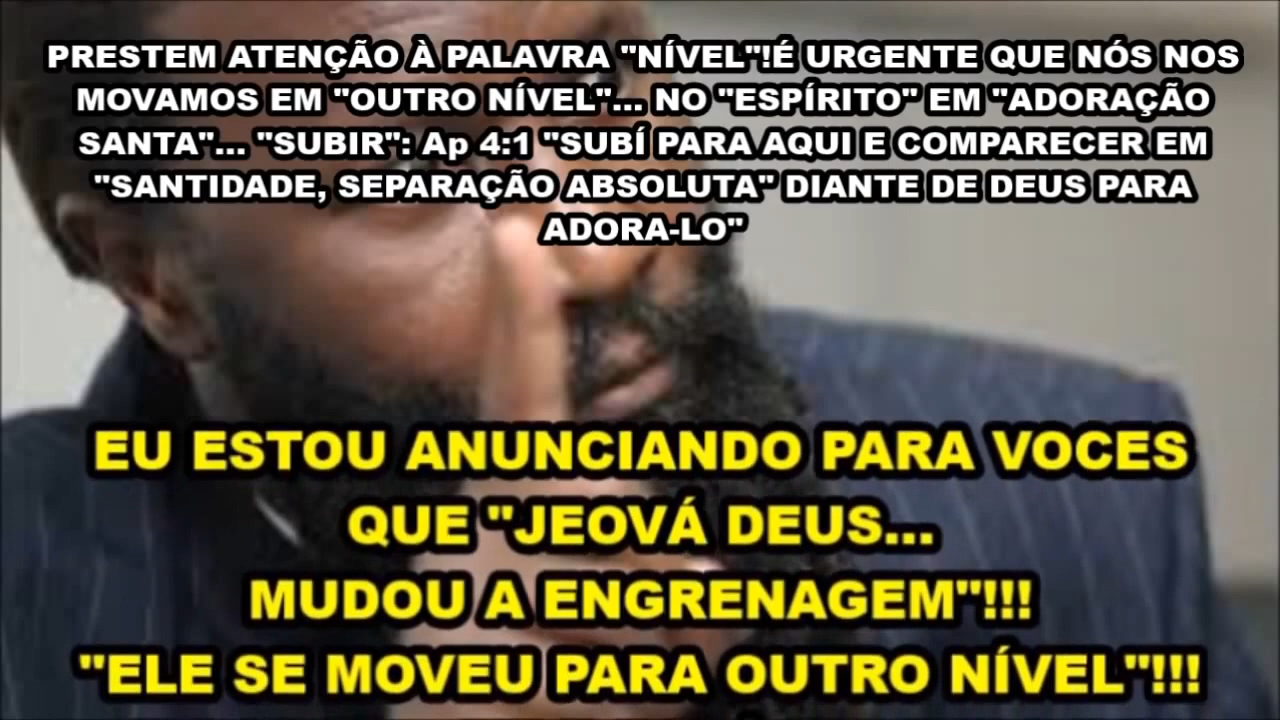 PRESTEM ATENÇÃO À PALAVRA "NÍVEL"!É URGENTE QUE NÓS NOS
MOVAMOS EM "OUTRO NÍVEL"... NO "ESPÍRITO" EM "ADORAÇÃO
SANTA"... "SUBIR": Ap 4:1 "SUBÍ PARA AQUI E COMPARECER EM
"SANTIDADE, SEPARAÇÃO ABSOLUTA" DIANTE DE DEUS PARA
ADORA-LO"
EU ESTOU ANUNCIANDO PARA VOCES
QUE "JEOVÁ DEUS...
MUDOU A ENGRENAGEM"!!!
"ELE SE MOVEU PARA OUTRO NÍVEL"!!!